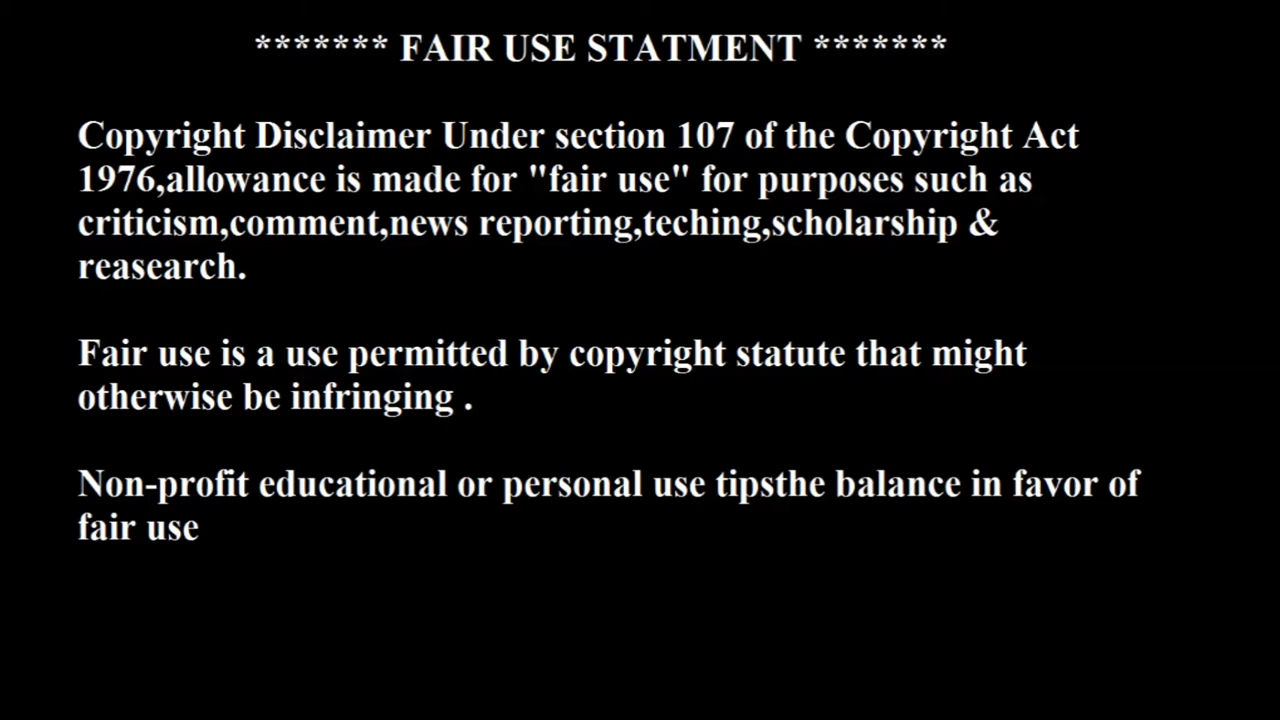 ******* FAIR USE STATMENT *******
Copyright Disclaimer Under section 107 of the Copyright Act
1976,allowance is made for "fair use" for purposes such as
criticism,comment,news reporting,teching,scholarship &
reasearch.
Fair use is a use permitted by copyright statute that might
otherwise be infringing .
Non-profit educational or personal use tipsthe balance in favor of
fair use